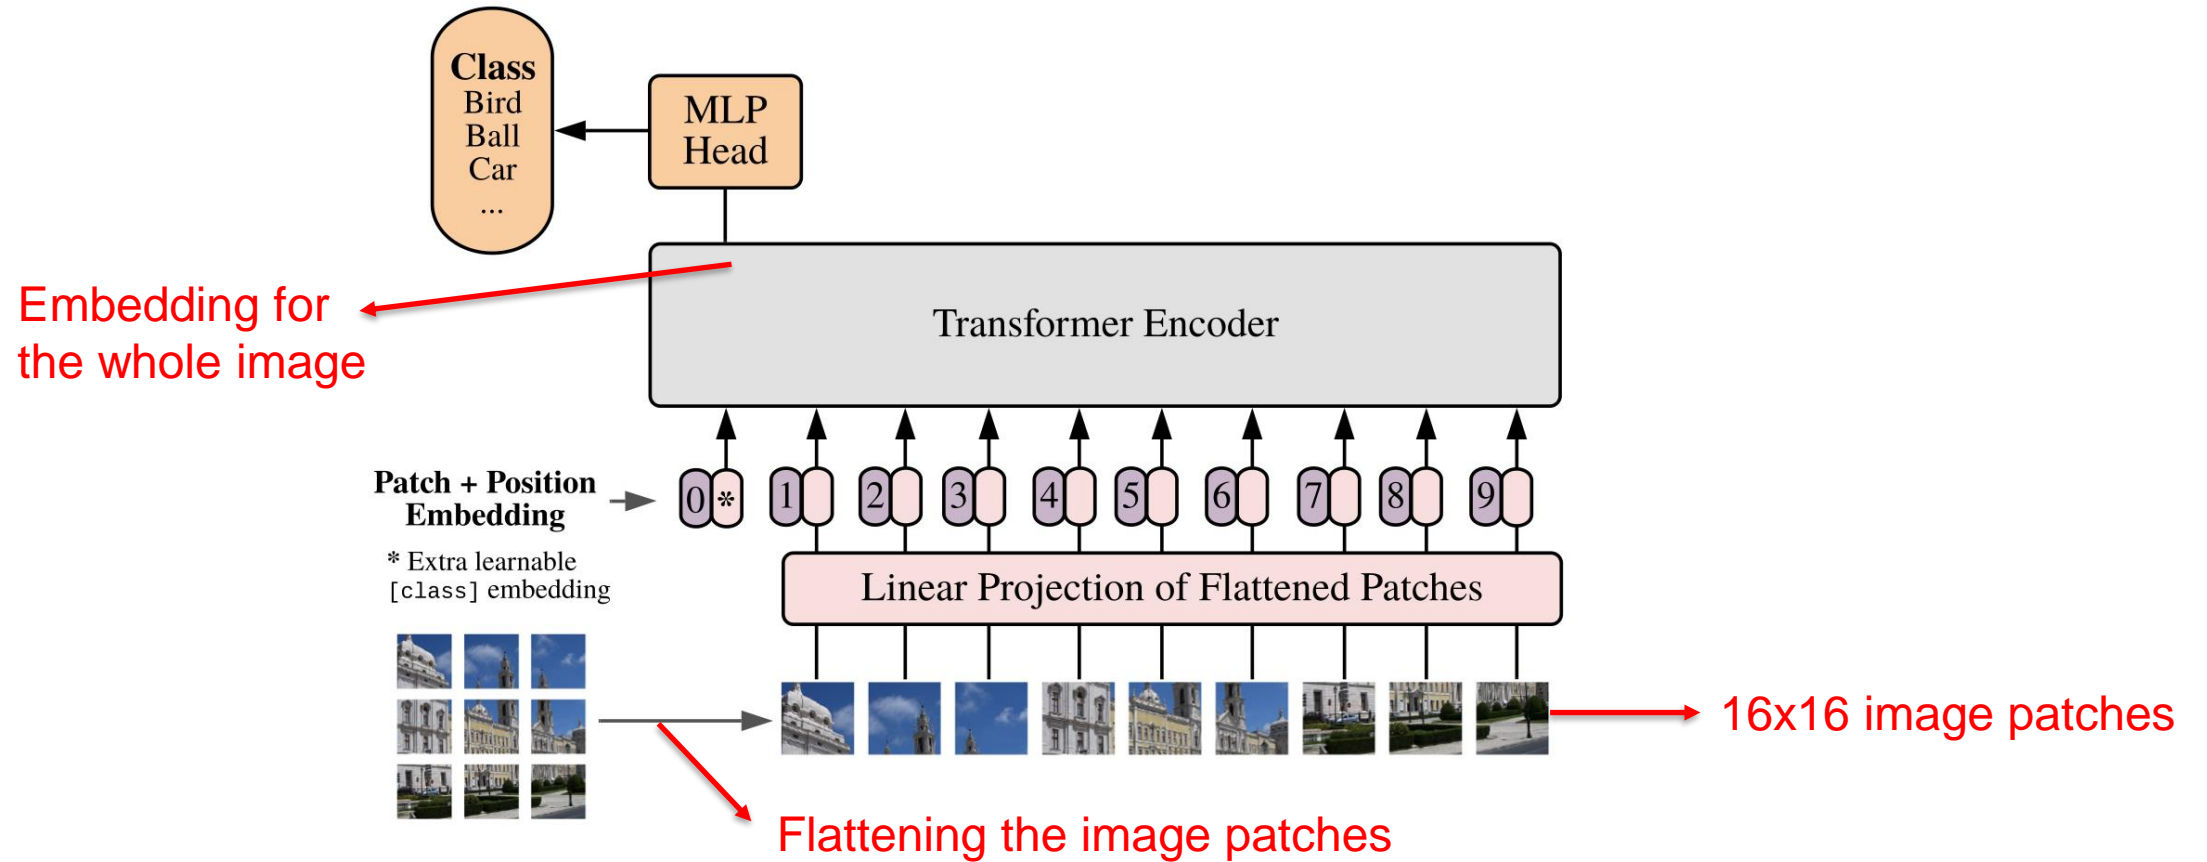 Class
Bird
Ball
Car
...
MLP
Head
Embedding for
the whole image
Transformer Encoder
Patch + Position
Embedding
0 * 1 2 3 4 5 6 7 8 9
* Extra learnable
[class] embedding
Linear Projection of Flattened Patches
16x16 image patches
Flattening the image patches